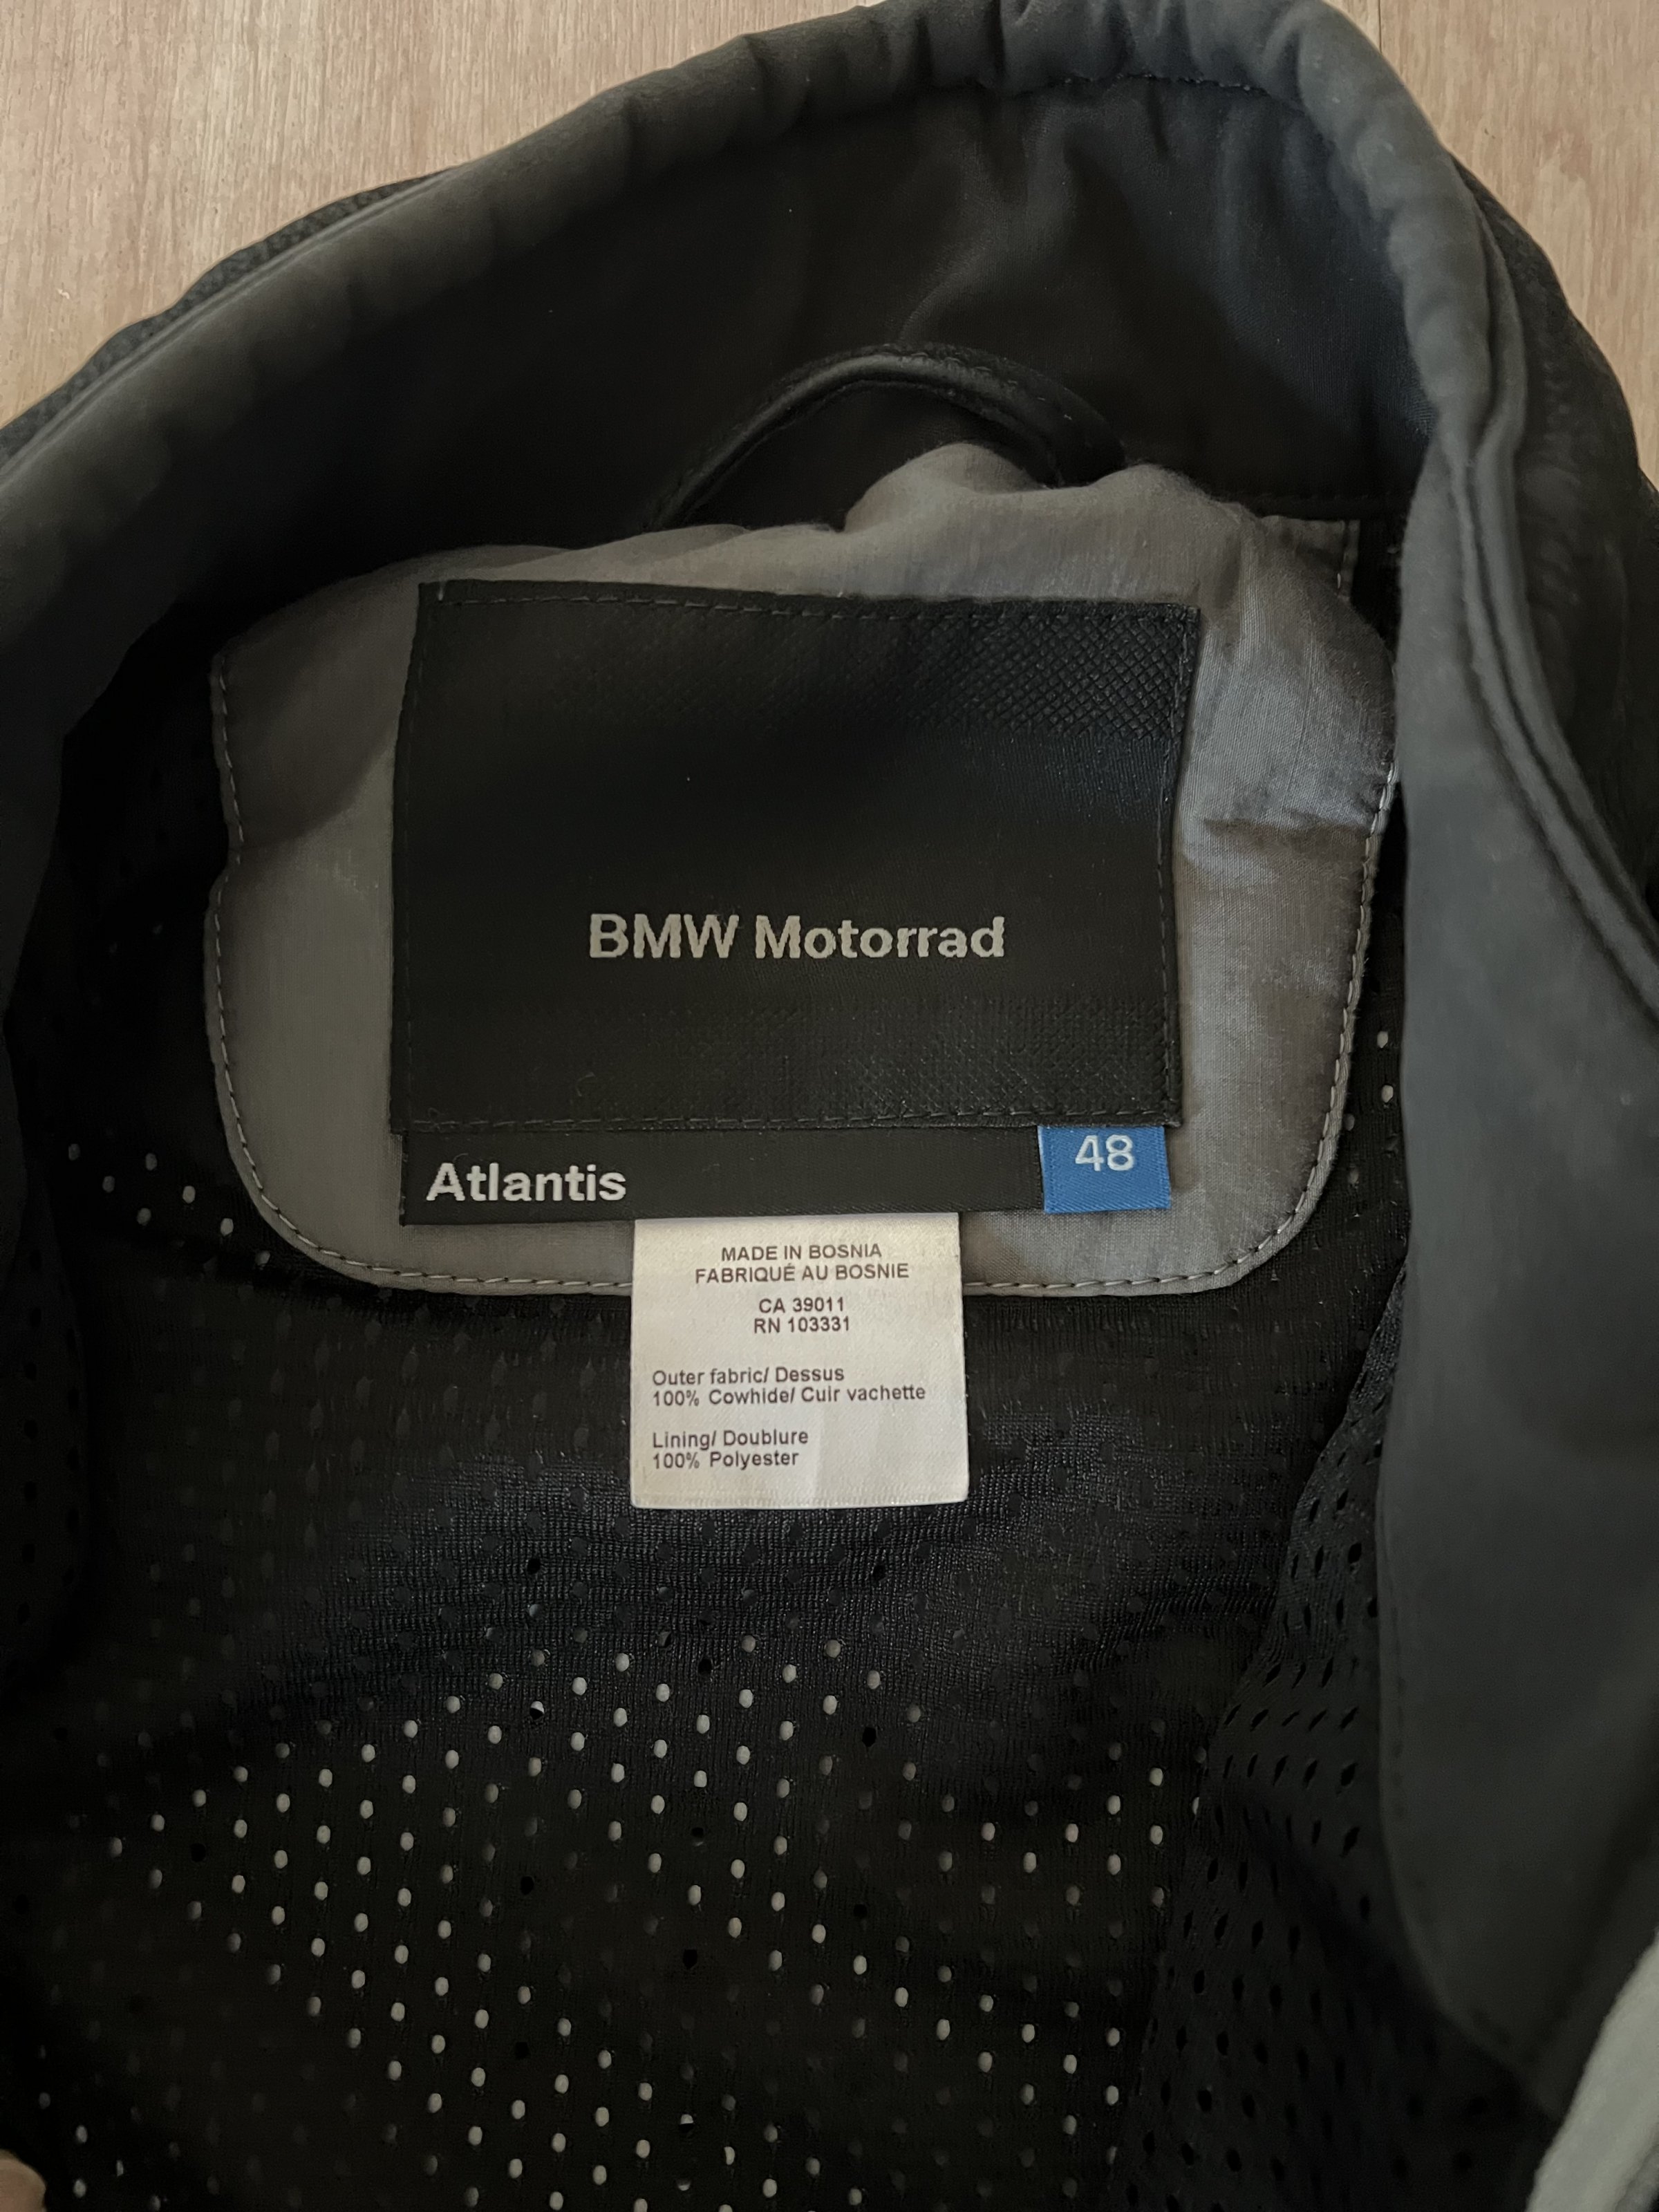 BMW Motorrad
Atlantis
48
MADE IN BOSNIA
FABRIQUÉ AU BOSNIE
CA 39011
RN 103331
Outer fabric/ Dessus
100% Cowhide/ Cuir vachette
Lining/ Doublure
100% Polyester